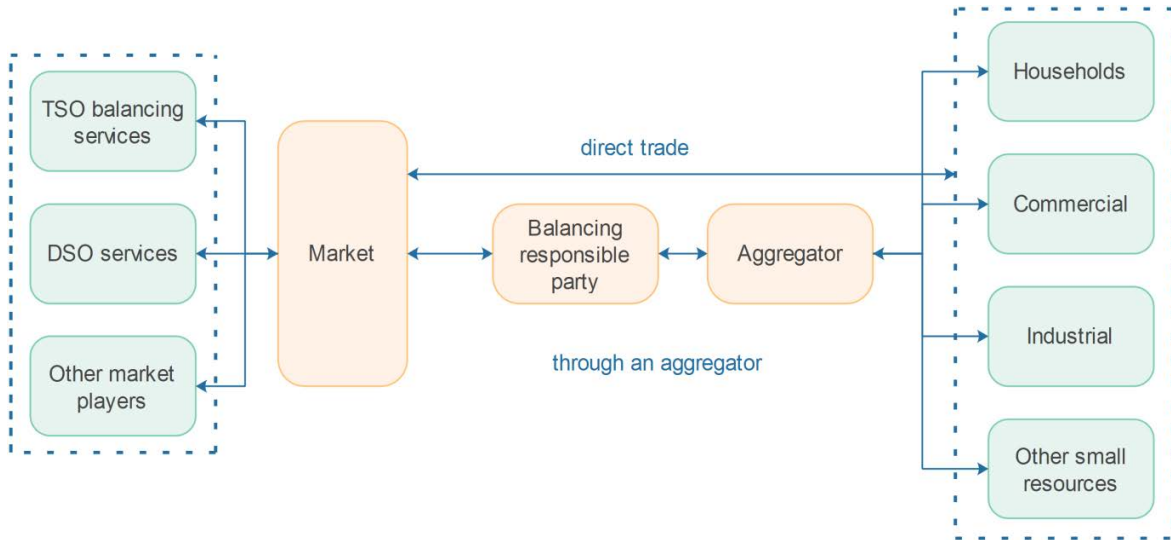 TSO balancing
services
DSO services
Other market
players
Market
direct trade
Balancing
responsible
party
Aggregator
through an aggregator
Households
Commercial
Industrial
Other small
resources